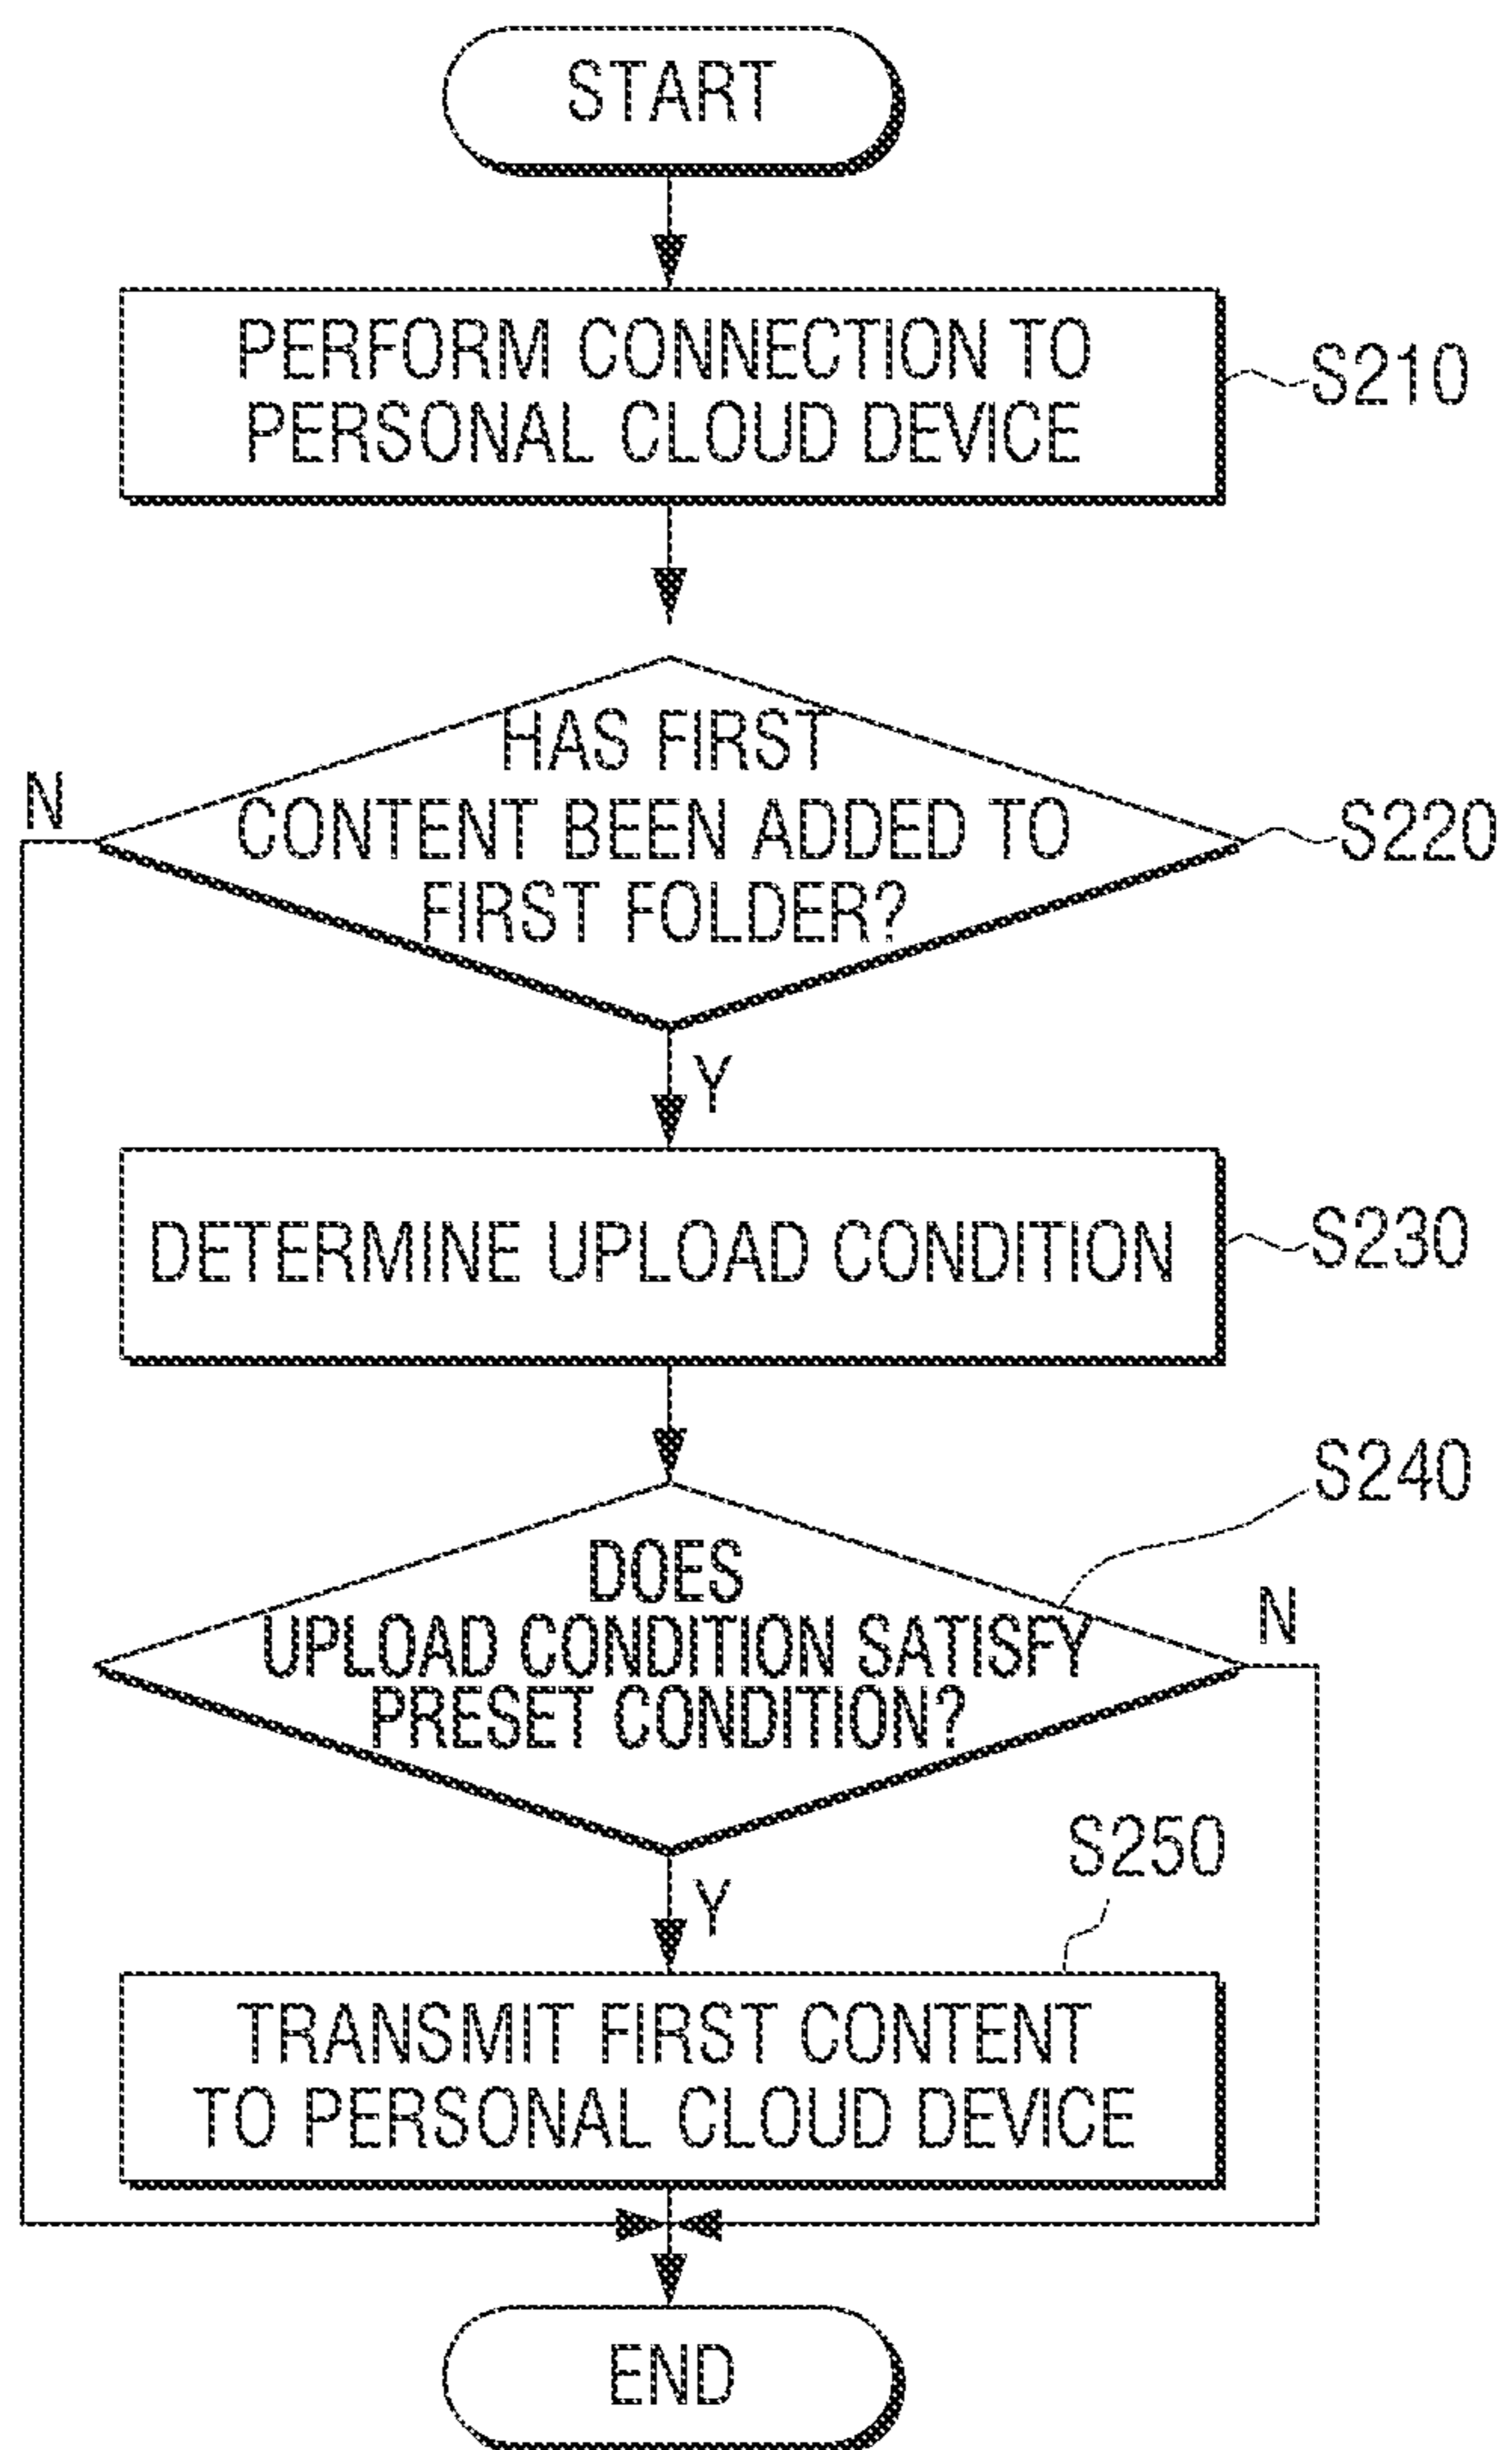 START
PERFORM CONNECTION TO
PERSONAL CLOUD DEVICE
S210
HAS FIRST
CONTENT BEEN ADDED TO
FIRST FOLDER?
N
S220
Y
DETERMINE UPLOAD CONDITION
S230
S240
DOES
UPLOAD CONDITION SATISFY
PRESET CONDITION?
N
Y
S250
TRANSMIT FIRST CONTENT
TO PERSONAL CLOUD DEVICE
END